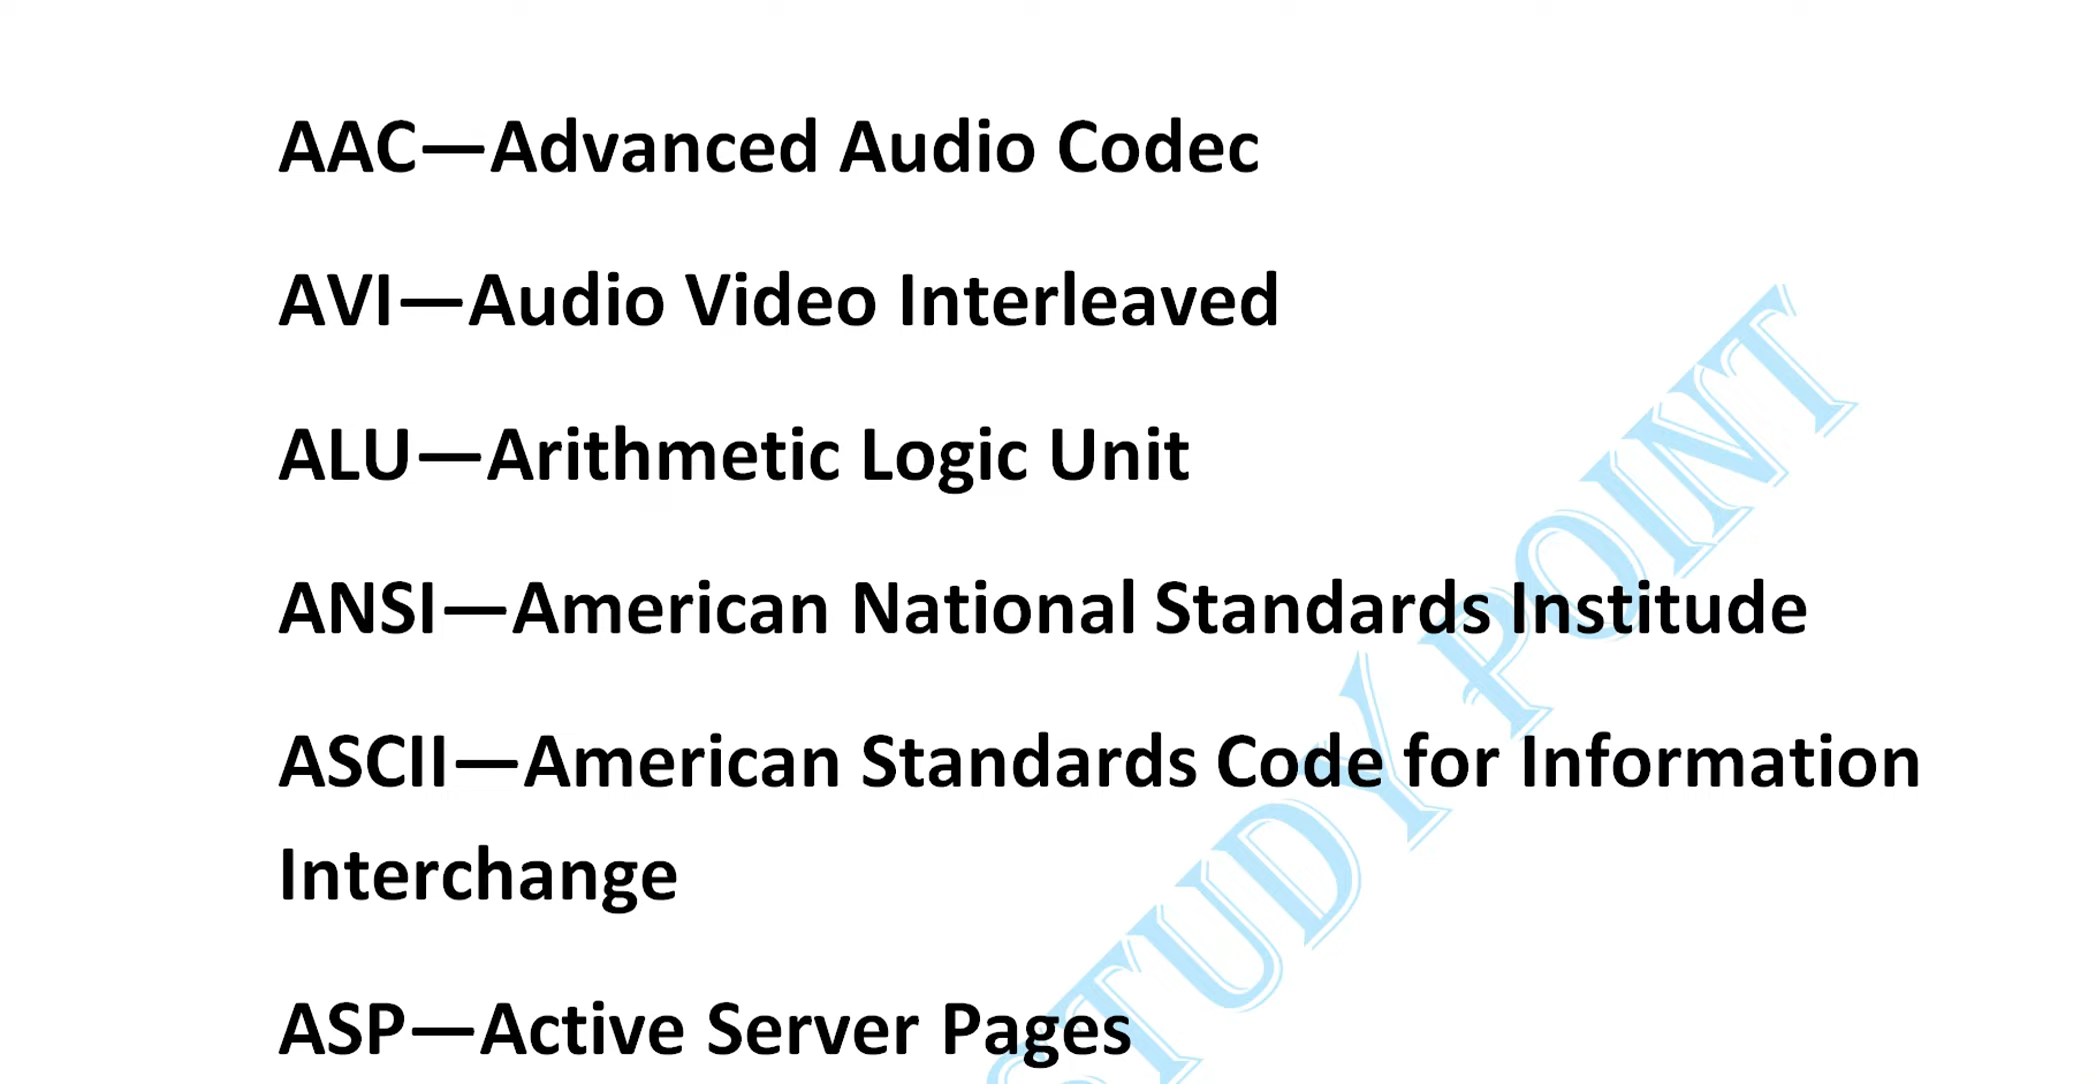 AAC—Advanced Audio Codec
AVI—Audio Video Interleaved
ALU—Arithmetic Logic Unit
ANSI—American National Standards Institude
ASCII—American Standards Code for Information
Interchange
ASP—Active Server Pages
STUDY POINT